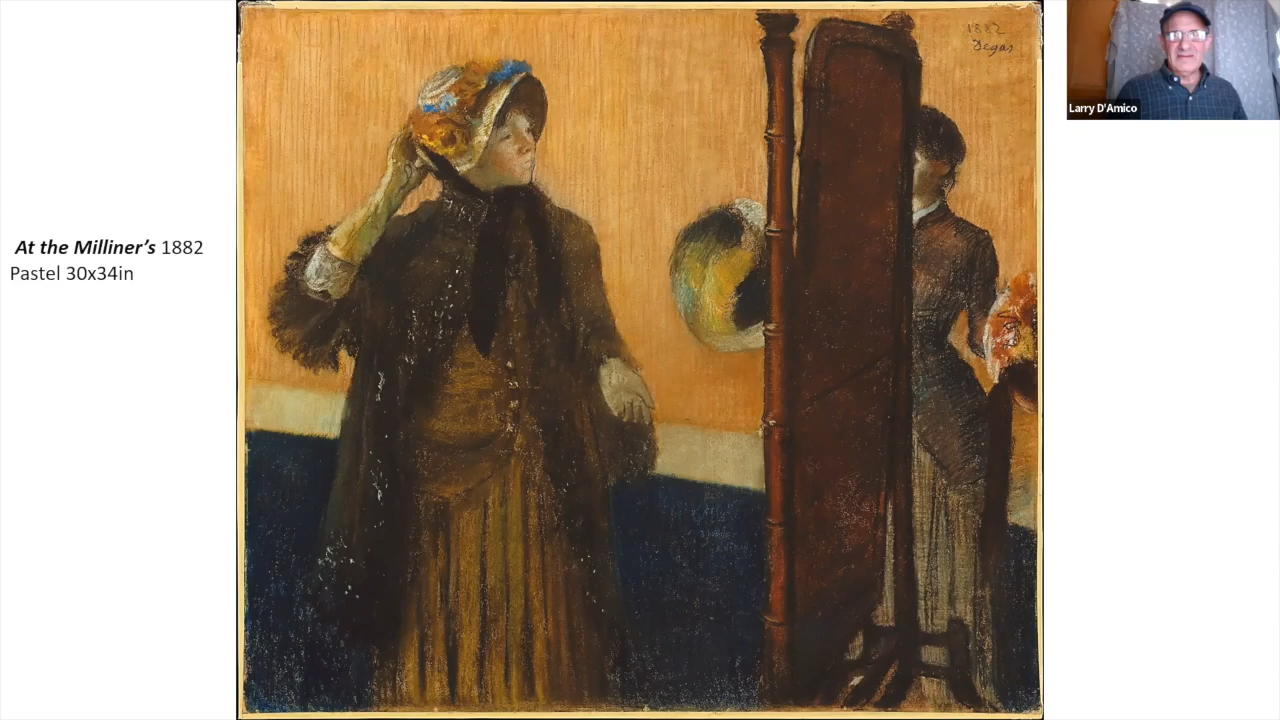 At the Milliner's 1882
Pastel 30x34in
1882
Degas
Larry D'Amico